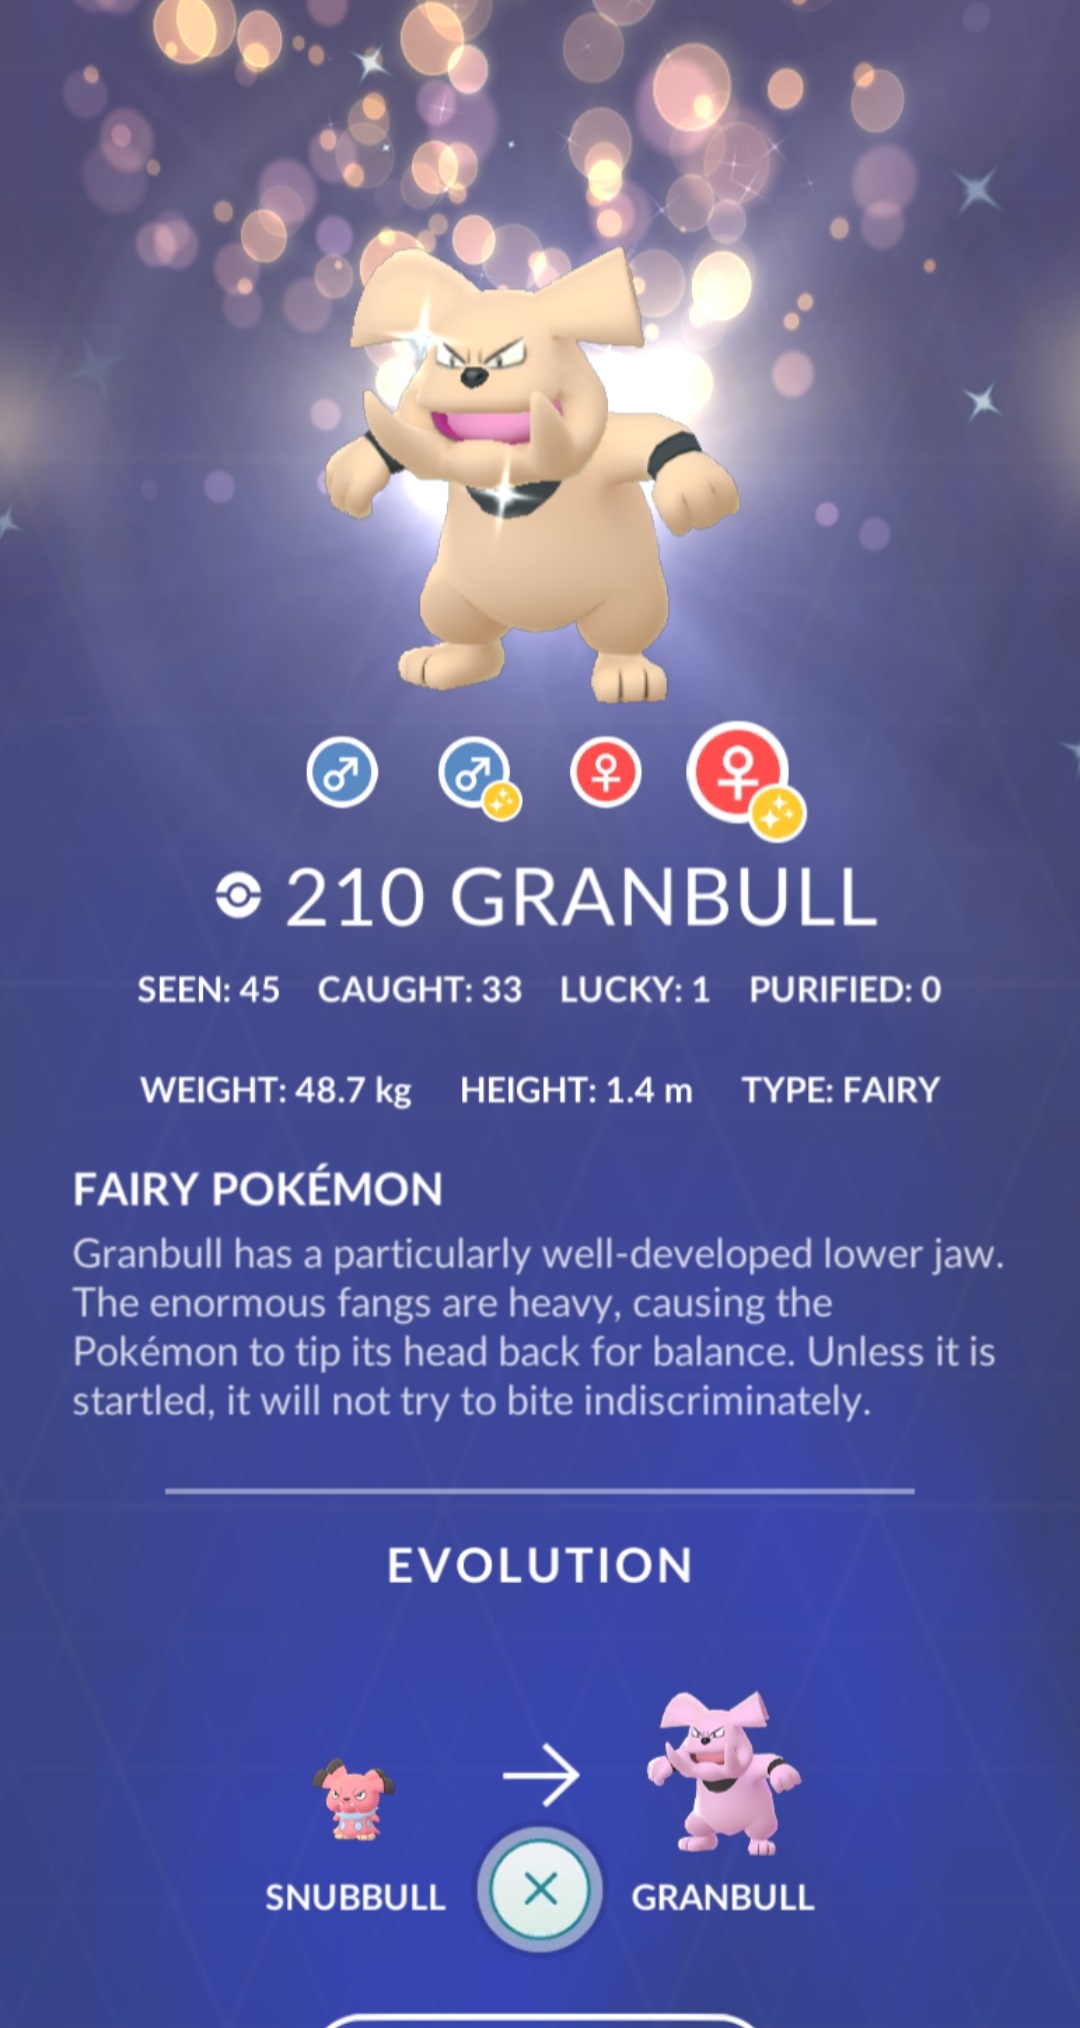 210 GRANBULL
SEEN: 45 CAUGHT: 33 LUCKY: 1 PURIFIED: 0
WEIGHT: 48.7 kg HEIGHT: 1.4 m TYPE: FAIRY
FAIRY POKÉMON
Granbull has a particularly well-developed lower jaw.
The enormous fangs are heavy, causing the
Pokémon to tip its head back for balance. Unless it is
startled, it will not try to bite indiscriminately.
EVOLUTION
SNUBBULL GRANBULL